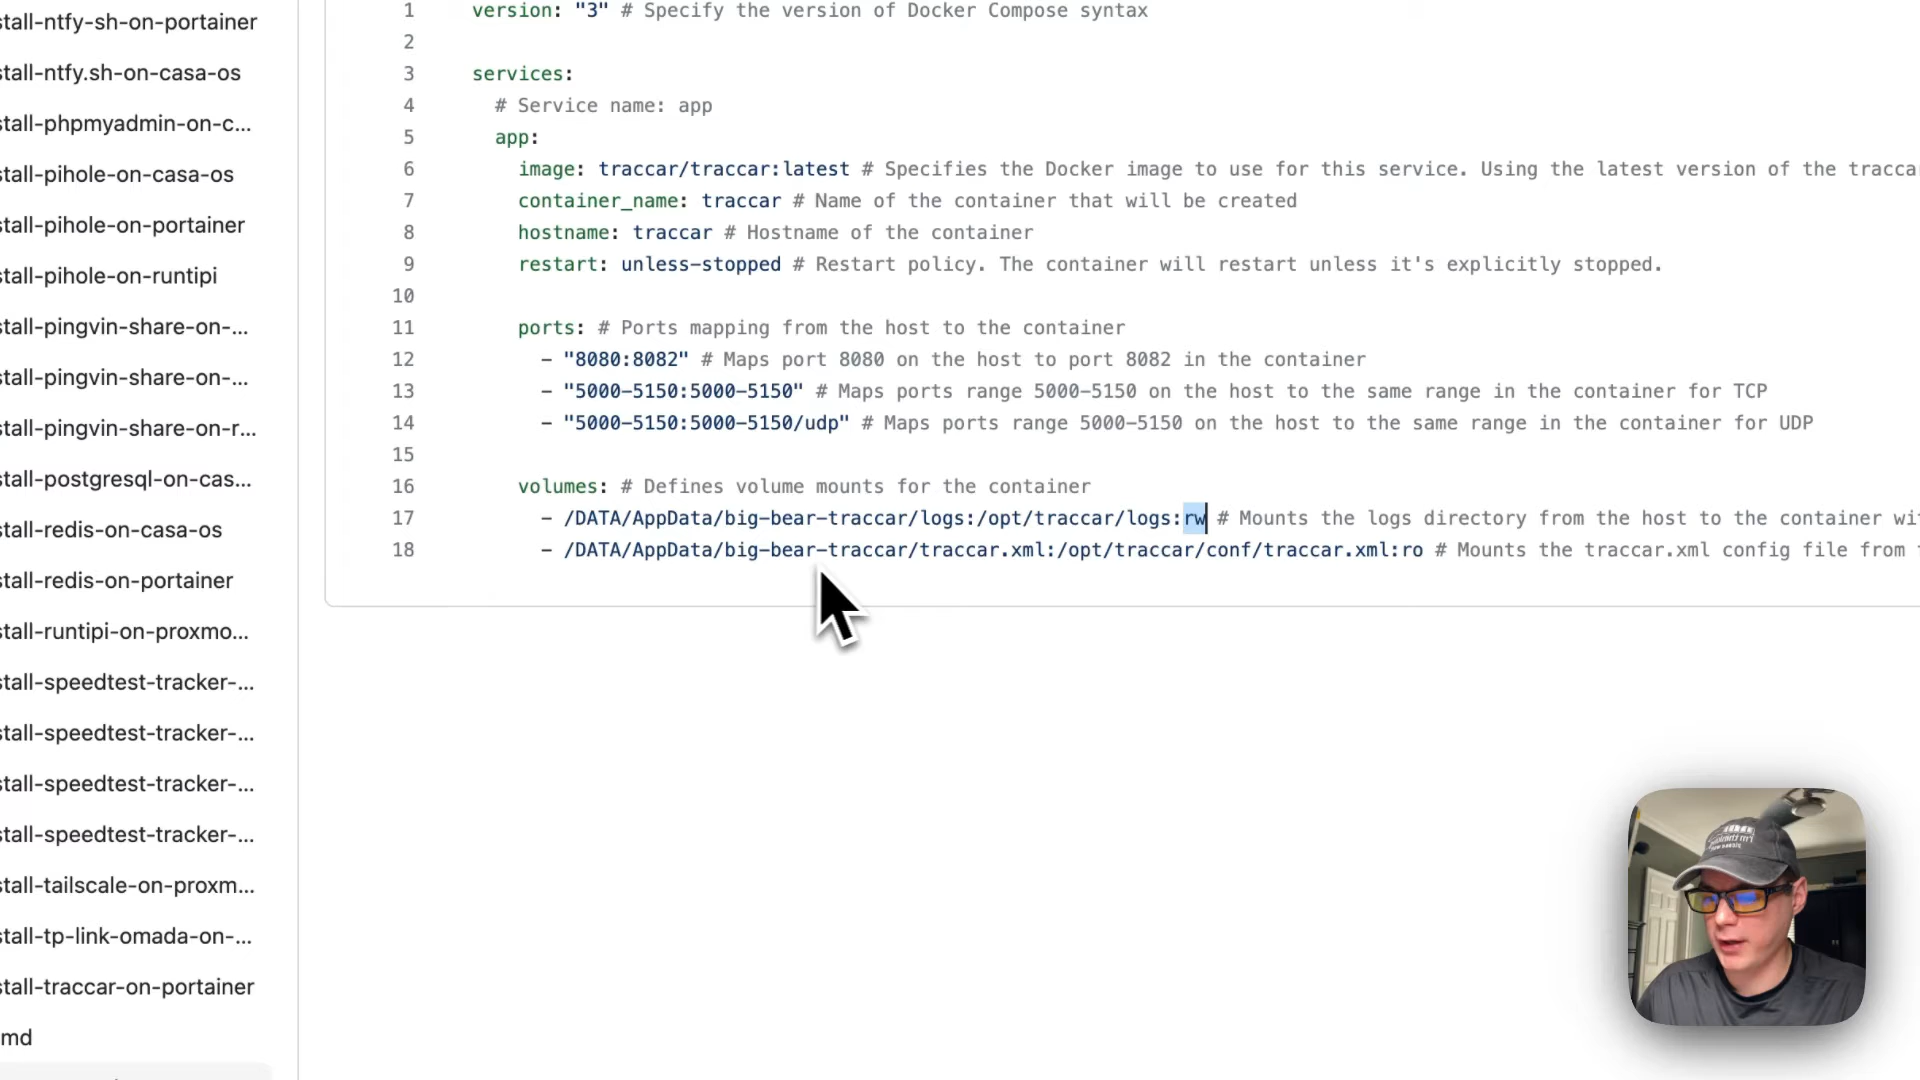 stall-ntfy-sh-on-portainer
stall-ntfy.sh-on-casa-os
stall-phpmyadmin-on-c...
stall-pihole-on-casa-os
stall-pihole-on-portainer
stall-pihole-on-runtipi
stall-pingvin-share-on-...
stall-pingvin-share-on-...
stall-pingvin-share-on-r...
stall-postgresql-on-cas...
stall-redis-on-casa-os
stall-redis-on-portainer
stall-runtipi-on-proxmo...
stall-speedtest-tracker-...
stall-speedtest-tracker-...
stall-speedtest-tracker-...
stall-speedtest-tracker-...
stall-tailscale-on-proxm...
stall-tp-link-omada-on-...
stall-traccar-on-portainer
md
1 version: "3" # Specify the version of Docker Compose syntax
2
3 services:
4 # Service name: app
5 app:
6 image: traccar/traccar:latest # Specifies the Docker image to use for this service. Using the latest version of the tracca
7 container_name: traccar # Name of the container that will be created
8 hostname: traccar # Hostname of the container
9 restart: unless-stopped # Restart policy. The container will restart unless it's explicitly stopped.
10
11 ports: # Ports mapping from the host to the container
12 - "8080:8082" # Maps port 8080 on the host to port 8082 in the container
13 - "5000-5150:5000-5150" # Maps ports range 5000-5150 on the host to the same range in the container for TCP
14 - "5000-5150:5000-5150/udp" # Maps ports range 5000-5150 on the host to the same range in the container for UDP
15
16 volumes: # Defines volume mounts for the container
17 - /DATA/AppData/big-bear-traccar/logs:/opt/traccar/logs:rw # Mounts the logs directory from the host to the container wi
18 - /DATA/AppData/big-bear-traccar/traccar.xml:/opt/traccar/conf/traccar.xml:ro # Mounts the traccar.xml config file from